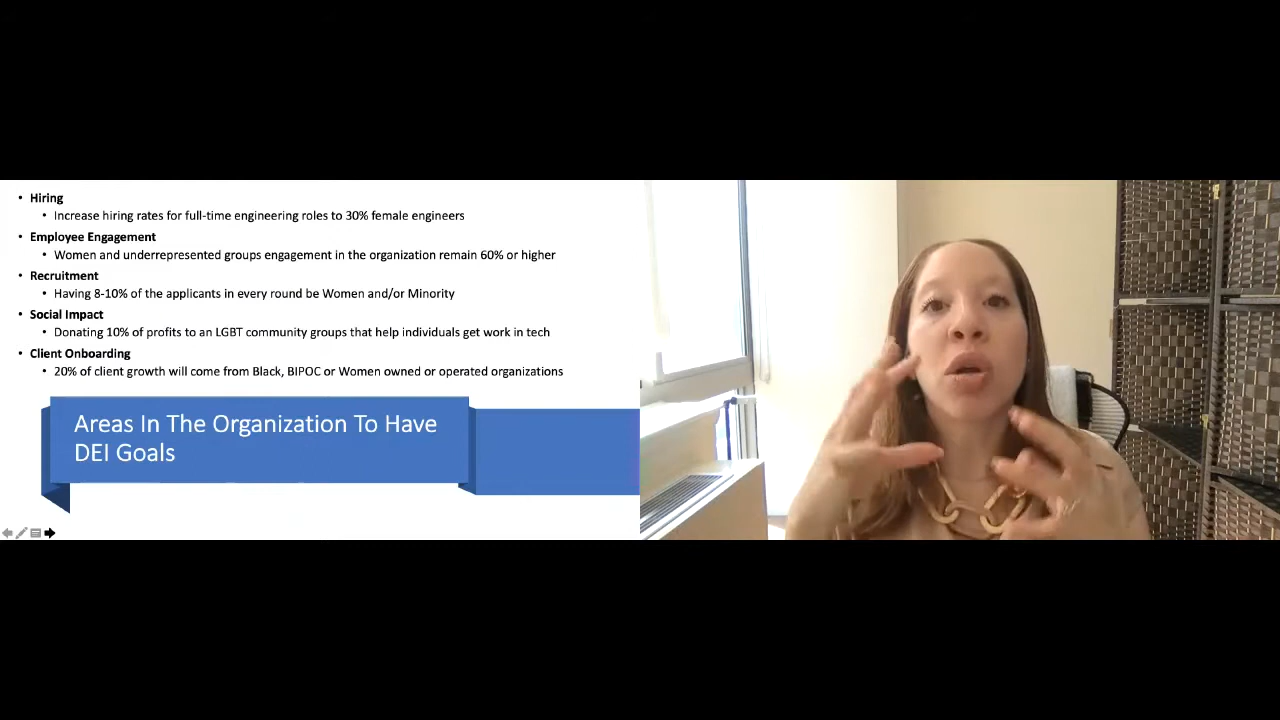 • Hiring
• Increase hiring rates for full-time engineering roles to 30% female engineers
• Employee Engagement
• Women and underrepresented groups engagement in the organization remain 60% or higher
• Recruitment
• Having 8-10% of the applicants in every round be Women and/or Minority
• Social Impact
• Donating 10% of profits to an LGBT community groups that help individuals get work in tech
• Client Onboarding
• 20% of client growth will come from Black, BIPOC or Women owned or operated organizations
Areas In The Organization To Have
DEI Goals